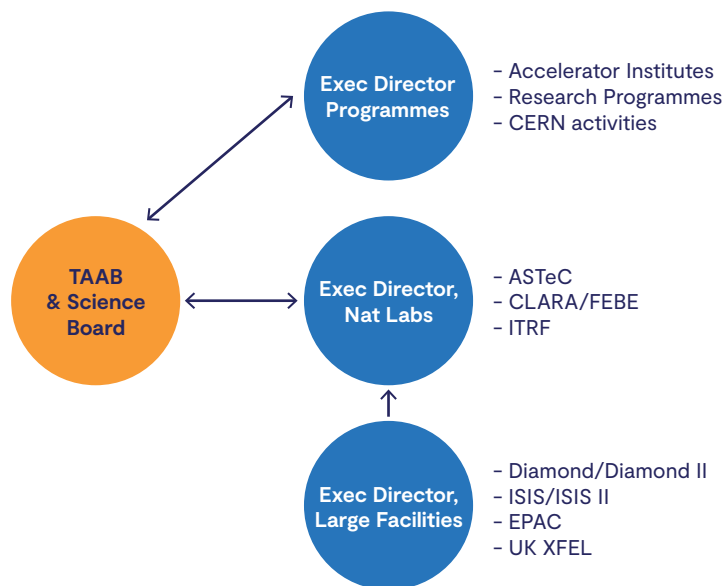 Exec Director
Programmes
- Accelerator Institutes
- Research Programmes
- CERN activities
TAAB
& Science
Board
Exec Director,
Nat Labs
- ASTeC
- CLARA/FEBE
- ITRF
Exec Director,
Large Facilities
- Diamond/Diamond II
- ISIS/ISIS II
- EPAC
- UK XFEL